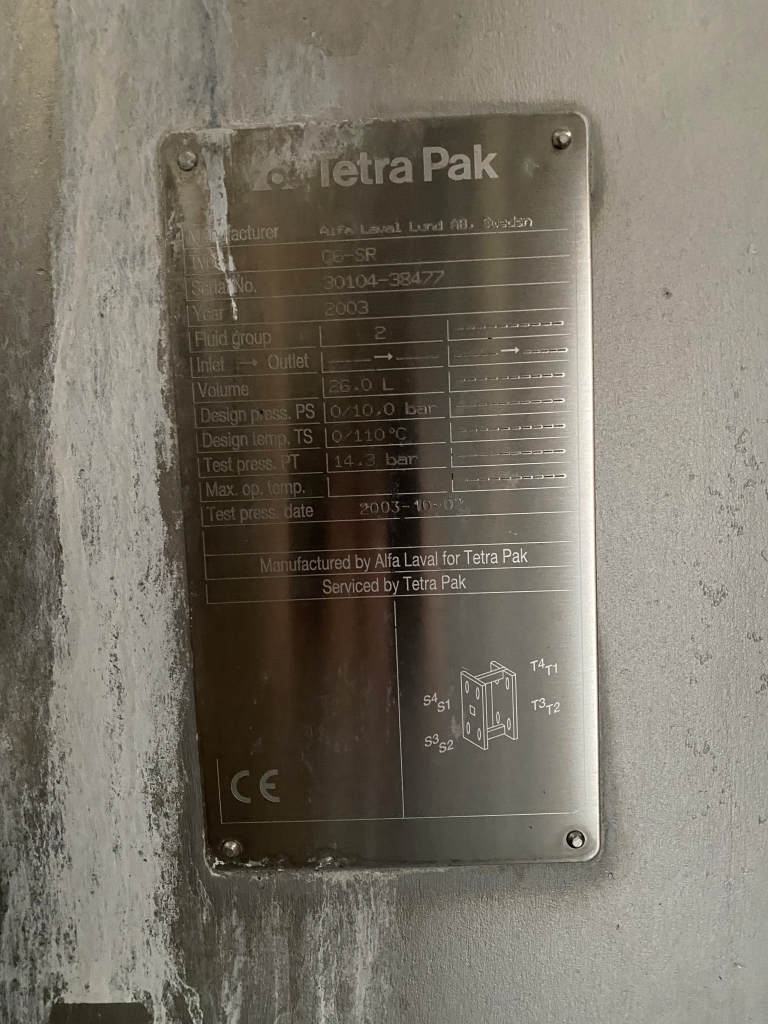 Tetra Pak
Manufacturer Alfa Laval Lund AB, Sweden
Type C6-SR
Serial No. 30104-38477
Year 2003
Fluid group 2 ----------
Inlet → Outlet ---- → ---- ---- → ----
Volume 26.0 L ----------
Design press. PS 0/10.0 bar ----------
Design temp. TS 0/110°C ----------
Test press. PT 14.3 bar ----------
Max. op. temp. ----------
Test press. date 2003-10-02
Manufactured by Alfa Laval for Tetra Pak
Serviced by Tetra Pak
T4 T1
S4 S1 T3 T2
S3 S2
CE